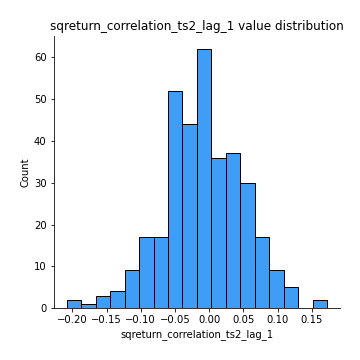 sqreturn_correlation_ts2_lag_1 value distribution
60
50
40
30
20
10
0
Count
−0.20 −0.15 −0.10 −0.05 0.00 0.05 0.10 0.15
sqreturn_correlation_ts2_lag_1